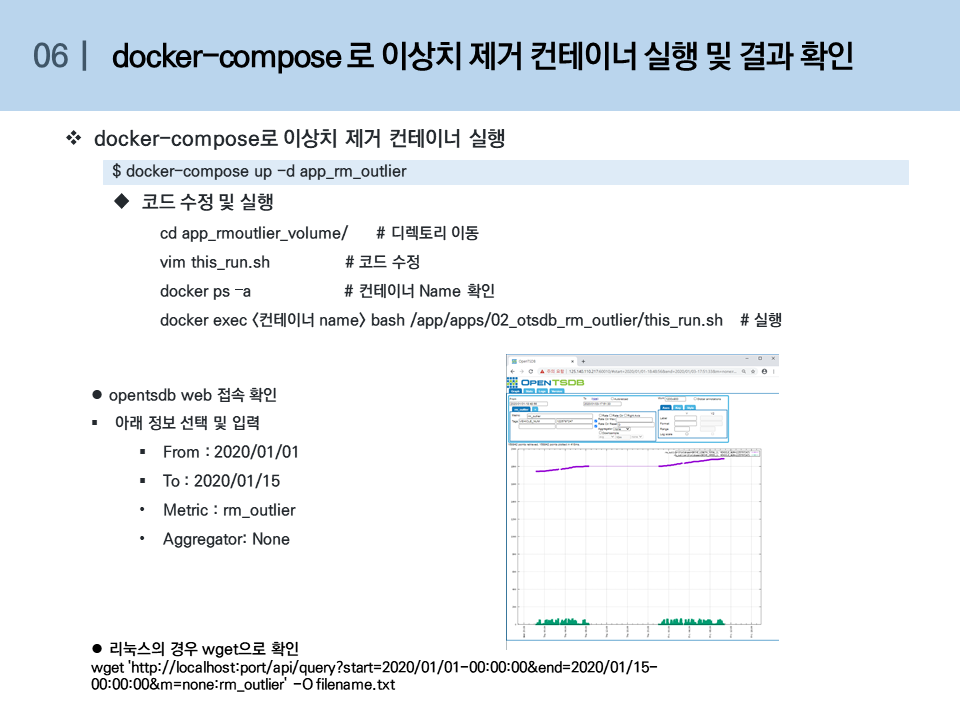 06 | docker-compose 로 이상치 제거 컨테이너 실행 및 결과 확인
❖ docker-compose로 이상치 제거 컨테이너 실행
$ docker-compose up -d app_rm_outlier
◆ 코드 수정 및 실행
cd app_rmoutlier_volume/ # 디렉토리 이동
vim this_run.sh # 코드 수정
docker ps –a # 컨테이너 Name 확인
docker exec <컨테이너 name> bash /app/apps/02_otsdb_rm_outlier/this_run.sh # 실행
● opentsdb web 접속 확인
▪ 아래 정보 선택 및 입력
▪ From : 2020/01/01
▪ To : 2020/01/15
• Metric : rm_outlier
• Aggregator: None
OpenTSDB
OPENTSDB
● 리눅스의 경우 wget으로 확인
wget 'http://localhost:port/api/query?start=2020/01/01-00:00:00&end=2020/01/15-
00:00:00&m=none:rm_outlier' -O filename.txt